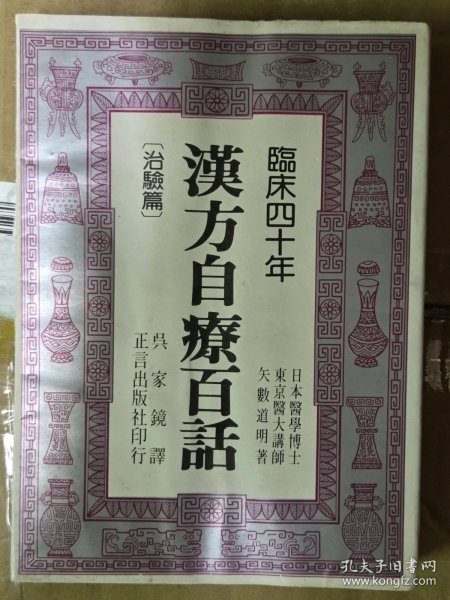 臨床四十年
漢方自療百話
〔治驗篇〕
日本醫學博士
東京醫大講師
矢數道明著
吳家鏡譯
正言出版社印行
孔夫子旧书网
www.kongfz.com